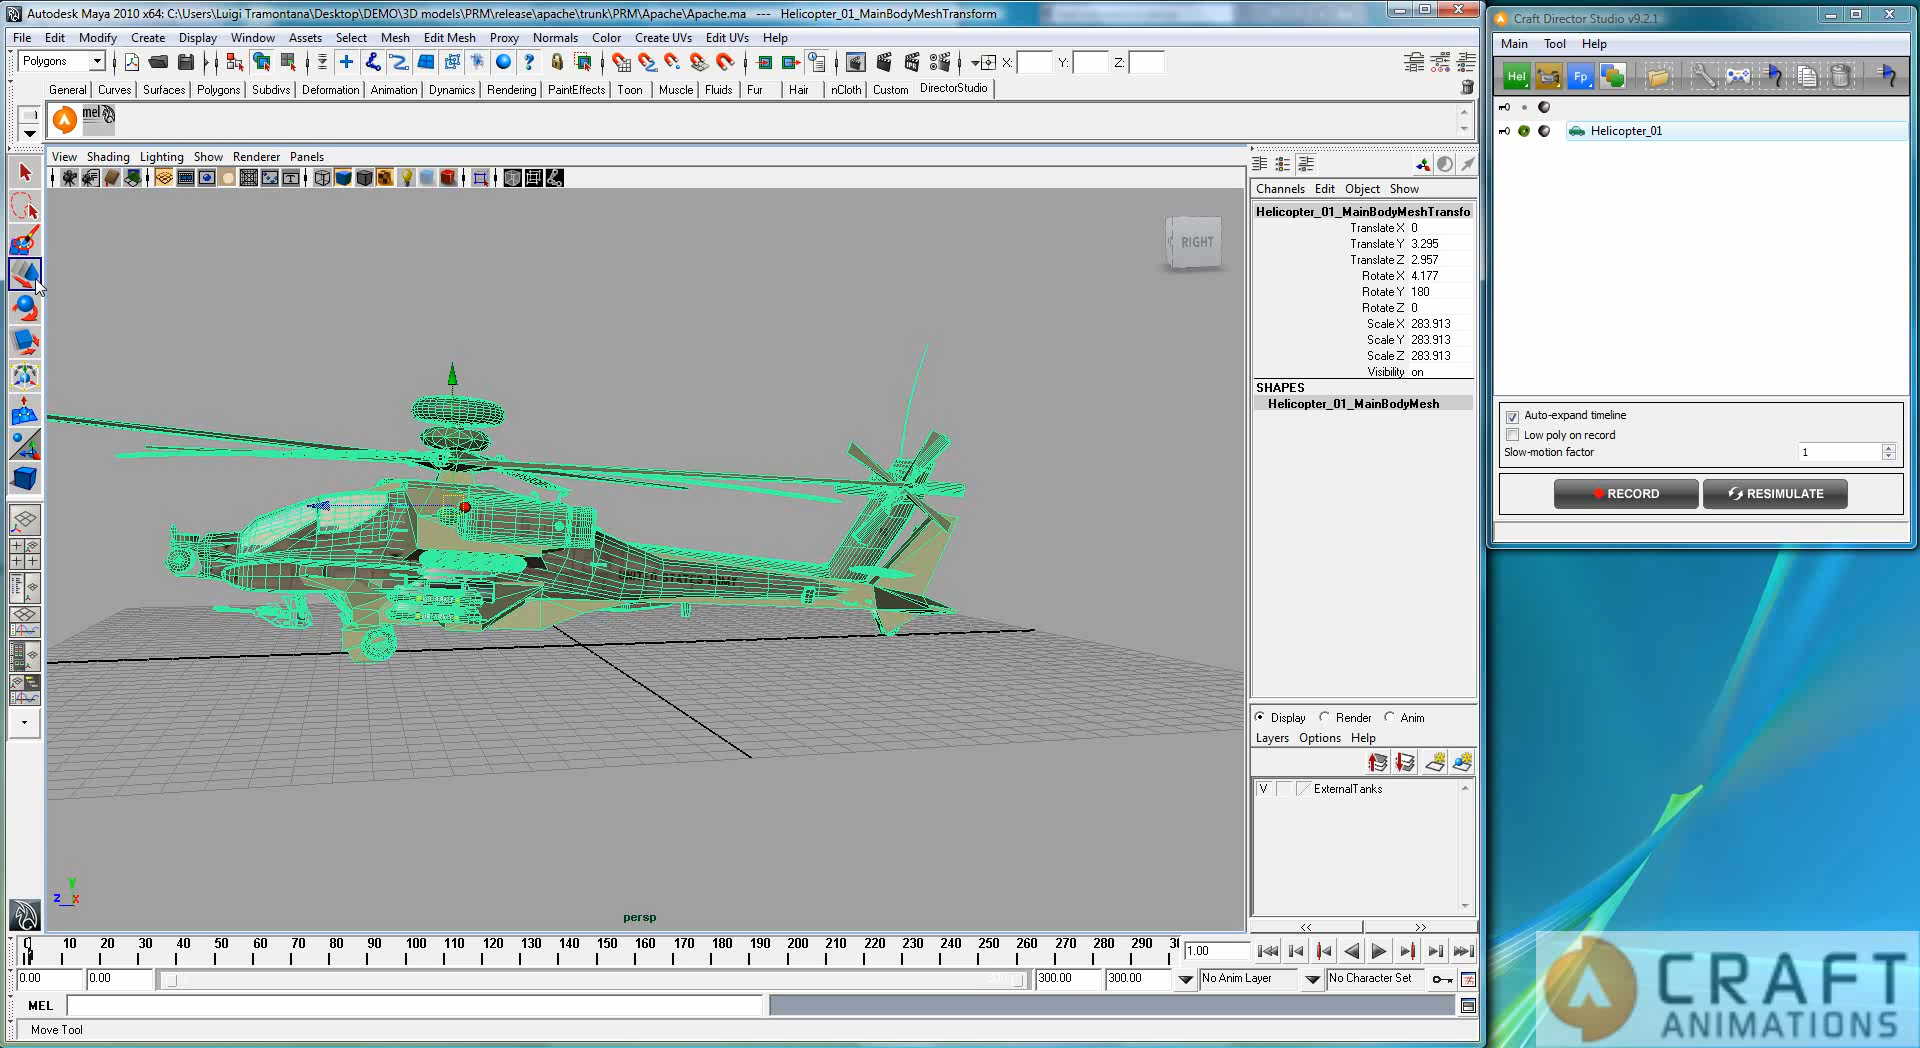 Autodesk Maya 2010 x64: C:\Users\Luigi Tramontana\Desktop\DEMO\3D models\PRM\release\apache\trunk\PRM\Apache\Apache.ma --- Helicopter_01_MainBodyMeshTransform
File Edit Modify Create Display Window Assets Select Mesh Edit Mesh Proxy Normals Color Create UVs Edit UVs Help
Polygons X: Y: Z:
General Curves Surfaces Polygons Subdivs Deformation Animation Dynamics Rendering PaintEffects Toon Muscle Fluids Fur Hair nCloth Custom DirectorStudio
mel
View Shading Lighting Show Renderer Panels
RIGHT
UNITED STATES ARMY
persp
y
z x
Channels Edit Object Show
Helicopter_01_MainBodyMeshTransfo
Translate X 0
Translate Y 3.295
Translate Z 2.957
Rotate X 4.177
Rotate Y 180
Rotate Z 0
Scale X 283.913
Scale Y 283.913
Scale Z 283.913
Visibility on
SHAPES
Helicopter_01_MainBodyMesh
Display Render Anim
Layers Options Help
V ExternalTanks
<< >>
0 10 20 30 40 50 60 70 80 90 100 110 120 130 140 150 160 170 180 190 200 210 220 230 240 250 260 270 280 290 3
1.00
0.00 0.00 300.00 300.00 No Anim Layer No Character Set
MEL
Move Tool
Craft Director Studio v9.2.1
Main Tool Help
Hel Fp
Helicopter_01
Auto-expand timeline
Low poly on record
Slow-motion factor 1
RECORD RESIMULATE
CRAFT
ANIMATIONS